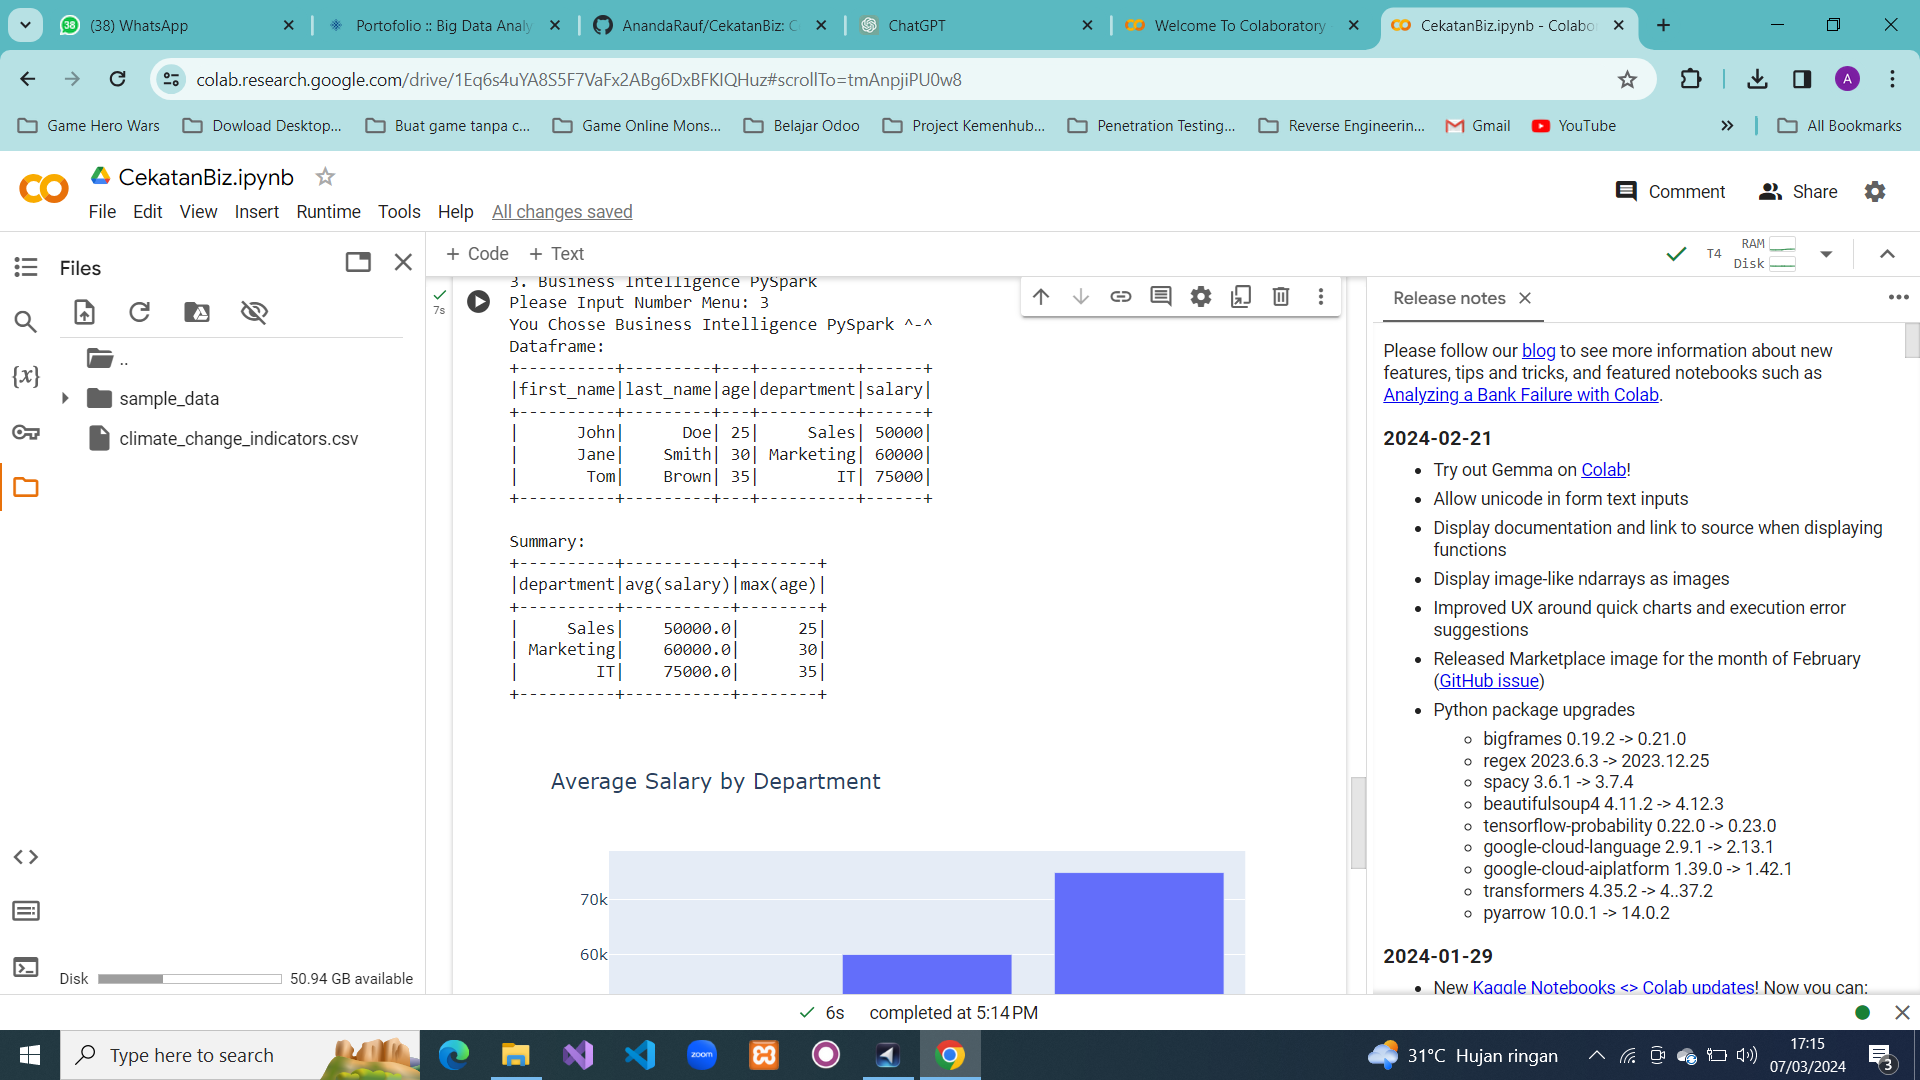 (38) WhatsApp
Portofolio :: Big Data Analy
AnandaRauf/CekatanBiz: C
ChatGPT
Welcome To Colaboratory
CekatanBiz.ipynb - Colabo
colab.research.google.com/drive/1Eq6s4uYA8S5F7VaFx2ABg6DxBFKIQHuz#scrollTo=tmAnpjiPU0w8
A
Game Hero Wars
Dowload Desktop...
Buat game tanpa c...
Game Online Mons...
Belajar Odoo
Project Kemenhub...
Penetration Testing...
Reverse Engineerin...
Gmail
YouTube
All Bookmarks
CekatanBiz.ipynb
Comment
Share
File Edit View Insert Runtime Tools Help All changes saved
Files
+ Code + Text
T4
RAM
Disk
..
sample_data
climate_change_indicators.csv
Disk
50.94 GB available
7s
3. Business Intelligence PySpark
Please Input Number Menu: 3
You Chosse Business Intelligence PySpark ^-^
Dataframe:
+----------+---------+---+----------+------+
|first_name|last_name|age|department|salary|
+----------+---------+---+----------+------+
|      John|      Doe| 25|     Sales| 50000|
|      Jane|    Smith| 30| Marketing| 60000|
|       Tom|    Brown| 35|        IT| 75000|
+----------+---------+---+----------+------+
Summary:
+----------+-----------+--------+
|department|avg(salary)|max(age)|
+----------+-----------+--------+
|     Sales|    50000.0|      25|
| Marketing|    60000.0|      30|
|        IT|    75000.0|      35|
+----------+-----------+--------+
Average Salary by Department
70k
60k
Release notes
Please follow our blog to see more information about new
features, tips and tricks, and featured notebooks such as
Analyzing a Bank Failure with Colab.
2024-02-21
Try out Gemma on Colab!
Allow unicode in form text inputs
Display documentation and link to source when displaying
functions
Display image-like ndarrays as images
Improved UX around quick charts and execution error
suggestions
Released Marketplace image for the month of February
(GitHub issue)
Python package upgrades
bigframes 0.19.2 -> 0.21.0
regex 2023.6.3 -> 2023.12.25
spacy 3.6.1 -> 3.7.4
beautifulsoup4 4.11.2 -> 4.12.3
tensorflow-probability 0.22.0 -> 0.23.0
google-cloud-language 2.9.1 -> 2.13.1
google-cloud-aiplatform 1.39.0 -> 1.42.1
transformers 4.35.2 -> 4..37.2
pyarrow 10.0.1 -> 14.0.2
2024-01-29
New Kaggle Notebooks <> Colab updates! Now you can:
6s completed at 5:14 PM
Type here to search
zoom
31°C Hujan ringan
17:15
07/03/2024
3